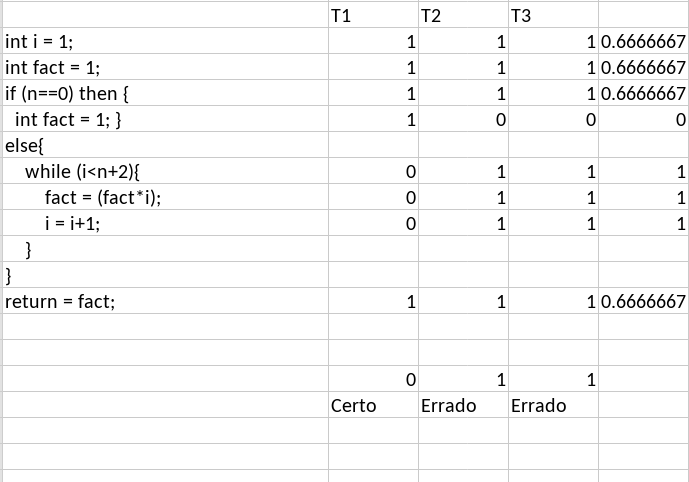 T1 T2 T3
int i = 1; 1 1 1 0.6666667
int fact = 1; 1 1 1 0.6666667
if (n==0) then { 1 1 1 0.6666667
int fact = 1; } 1 0 0 0
else{
while (i<n+2){ 0 1 1 1
fact = (fact*i); 0 1 1 1
i = i+1; 0 1 1 1
}
}
return = fact; 1 1 1 0.6666667
0 1 1
Certo Errado Errado